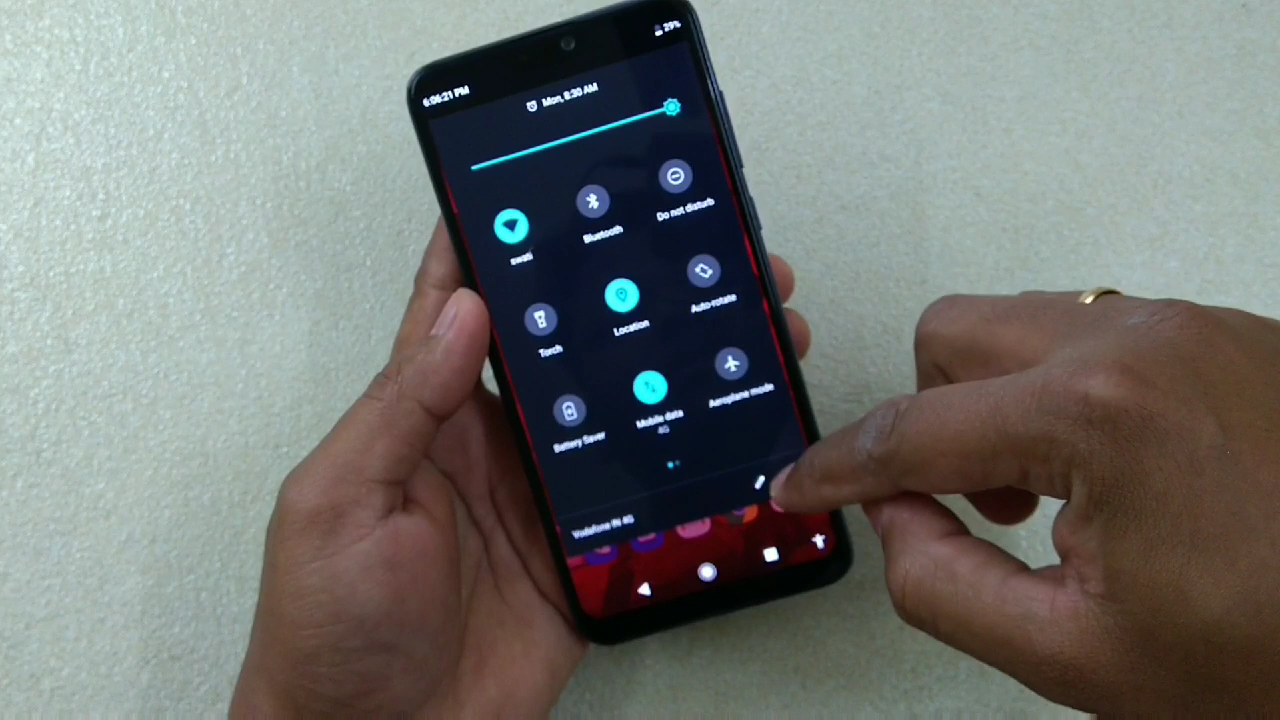 6:06:21 PM
29%
Mon, 8:30 AM
swati
Bluetooth
Do not disturb
Torch
Location
Auto-rotate
Battery Saver
Mobile data
4G
Aeroplane mode
Vodafone IN 4G